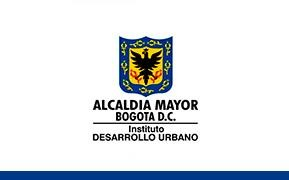 ALCALDIA MAYOR
BOGOTA D.C.
Instituto
DESARROLLO URBANO